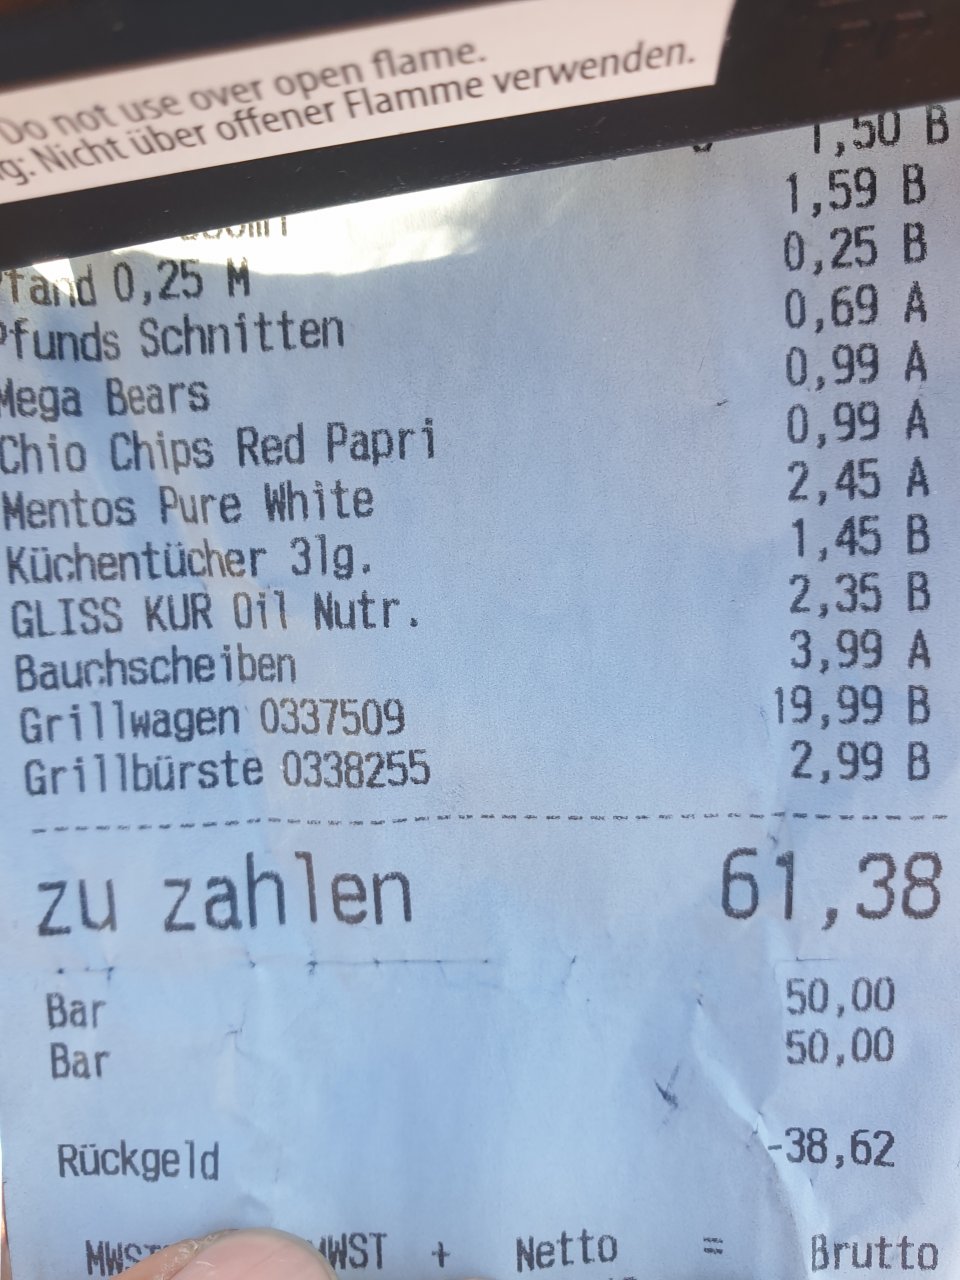 Do not use over open flame.
g: Nicht über offener Flamme verwenden.
1,50 B
1,59 B
Pfand 0,25 M 0,25 B
Pfunds Schnitten 0,69 A
Mega Bears 0,99 A
Chio Chips Red Papri 0,99 A
Mentos Pure White 2,45 A
Küchentücher 3lg. 1,45 B
GLISS KUR Oil Nutr. 2,35 B
Bauchscheiben 3,99 A
Grillwagen 0337509 19,99 B
Grillbürste 0338255 2,99 B
zu zahlen 61,38
Bar 50,00
Bar 50,00
Rückgeld -38,62
MWST + Netto = Brutto